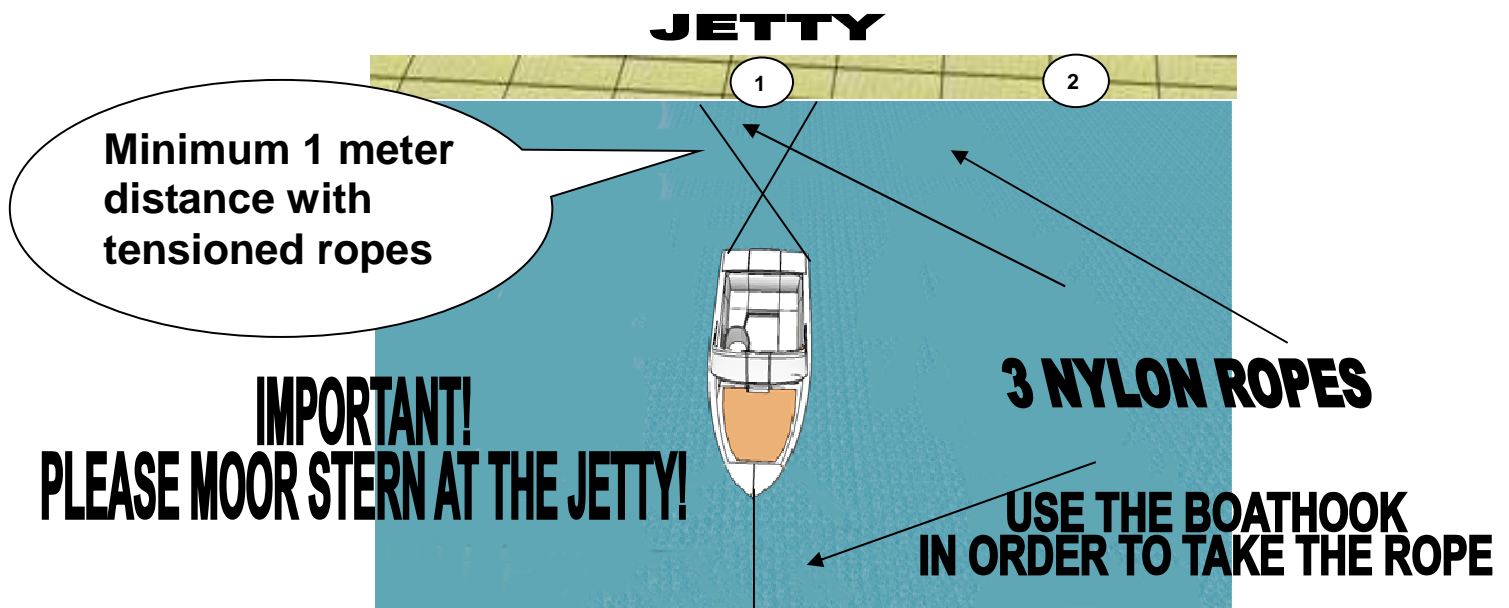 JETTY
1
2
Minimum 1 meter
distance with
tensioned ropes
3 NYLON ROPES
IMPORTANT!
PLEASE MOOR STERN AT THE JETTY!
USE THE BOATHOOK
IN ORDER TO TAKE THE ROPE